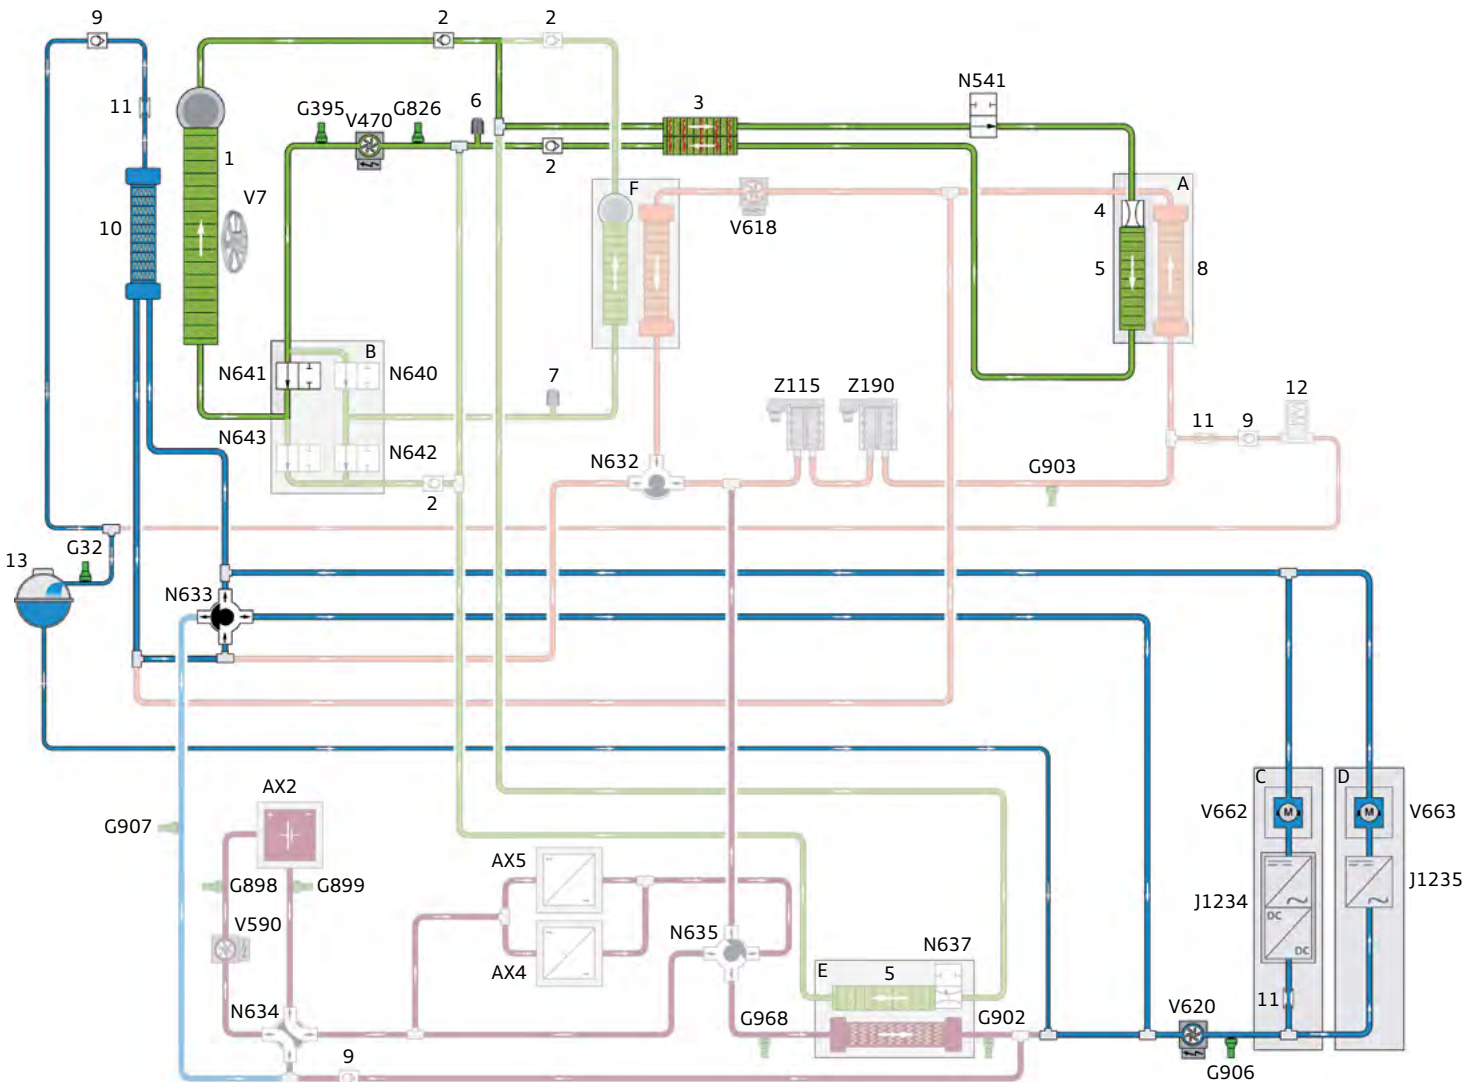 9
2
2
N541
11
G395
V470
G826
6
3
1
2
V7
10
F
A
V618
4
5
8
N641
B
N640
7
Z115
Z190
12
N643
N642
N632
11
9
G903
2
G32
13
N633
AX2
C
D
V662
M
M
V663
G907
AX5
G898
G899
J1234
J1235
V590
N635
N637
DC
DC
AX4
E
5
11
N634
G968
G902
V620
9
G906